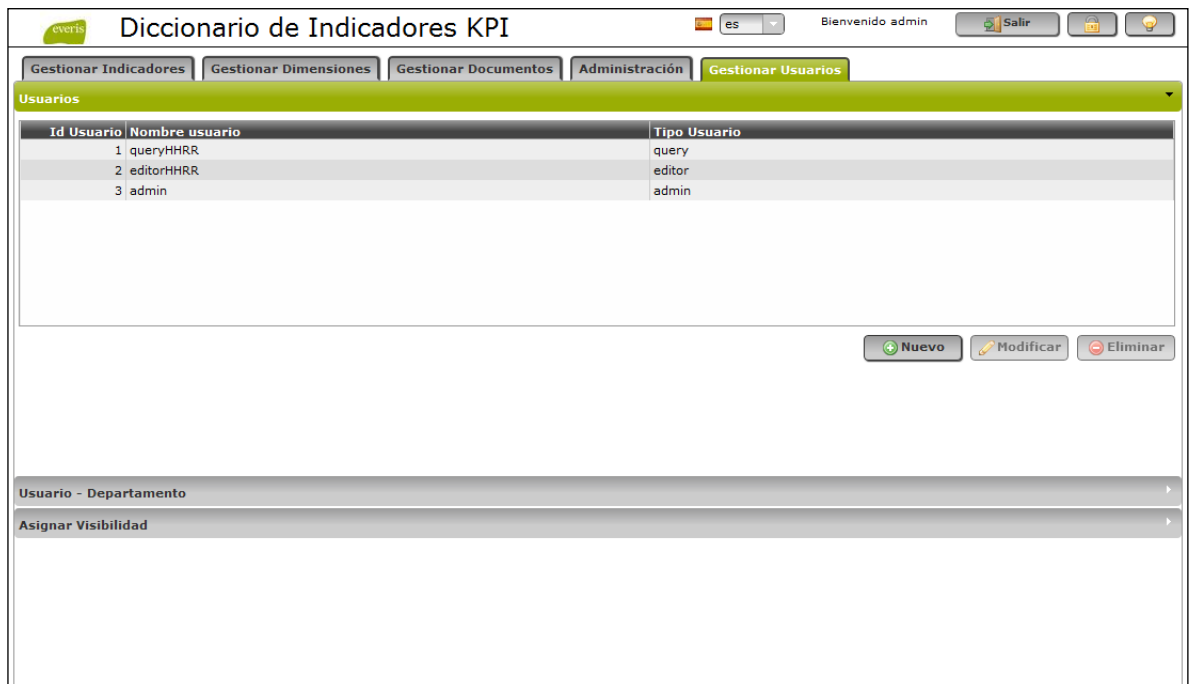 everis Diccionario de Indicadores KPI es Bienvenido admin Salir
Gestionar Indicadores Gestionar Dimensiones Gestionar Documentos Administración Gestionar Usuarios
Usuarios
Id Usuario Nombre usuario Tipo Usuario
1 queryHHRR query
2 editorHHRR editor
3 admin admin
Nuevo Modificar Eliminar
Usuario - Departamento
Asignar Visibilidad